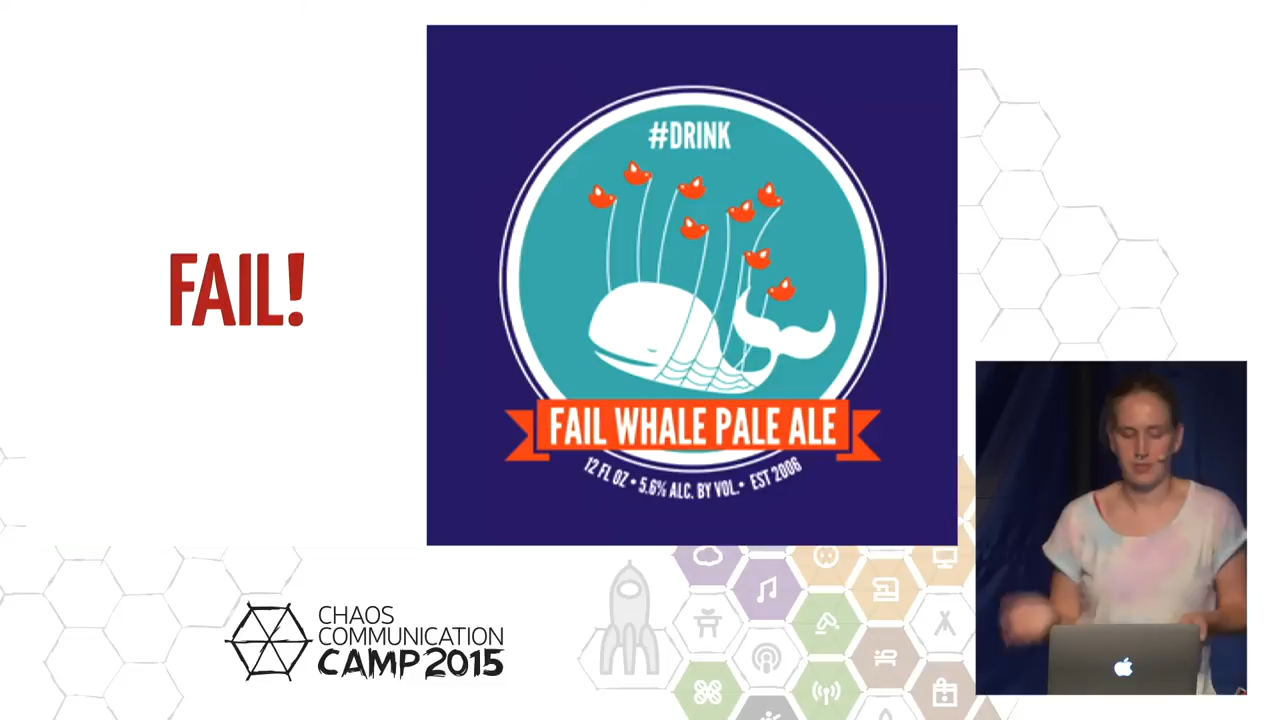 FAIL!
#DRINK
FAIL WHALE PALE ALE
12 FL OZ • 5.6% ALC. BY VOL. • EST 2006
CHAOS
COMMUNICATION
CAMP 2015